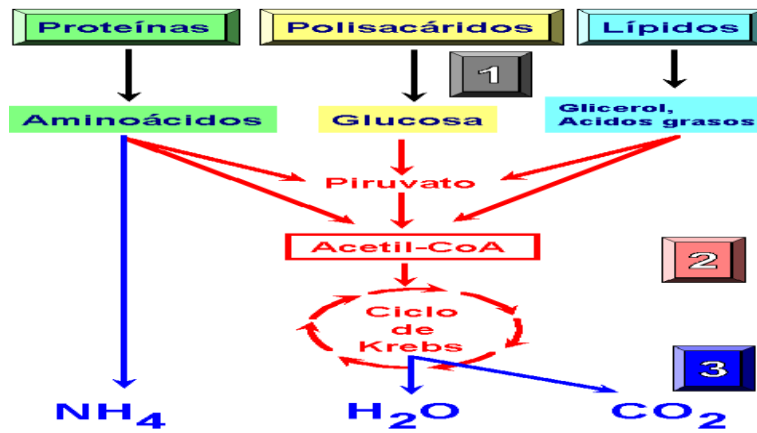 Proteínas
Polisacáridos
Lípidos
1
Aminoácidos
Glucosa
Glicerol,
Acidos grasos
Piruvato
Acetil-CoA
2
Ciclo
de
Krebs
3
NH4
H2O
CO2